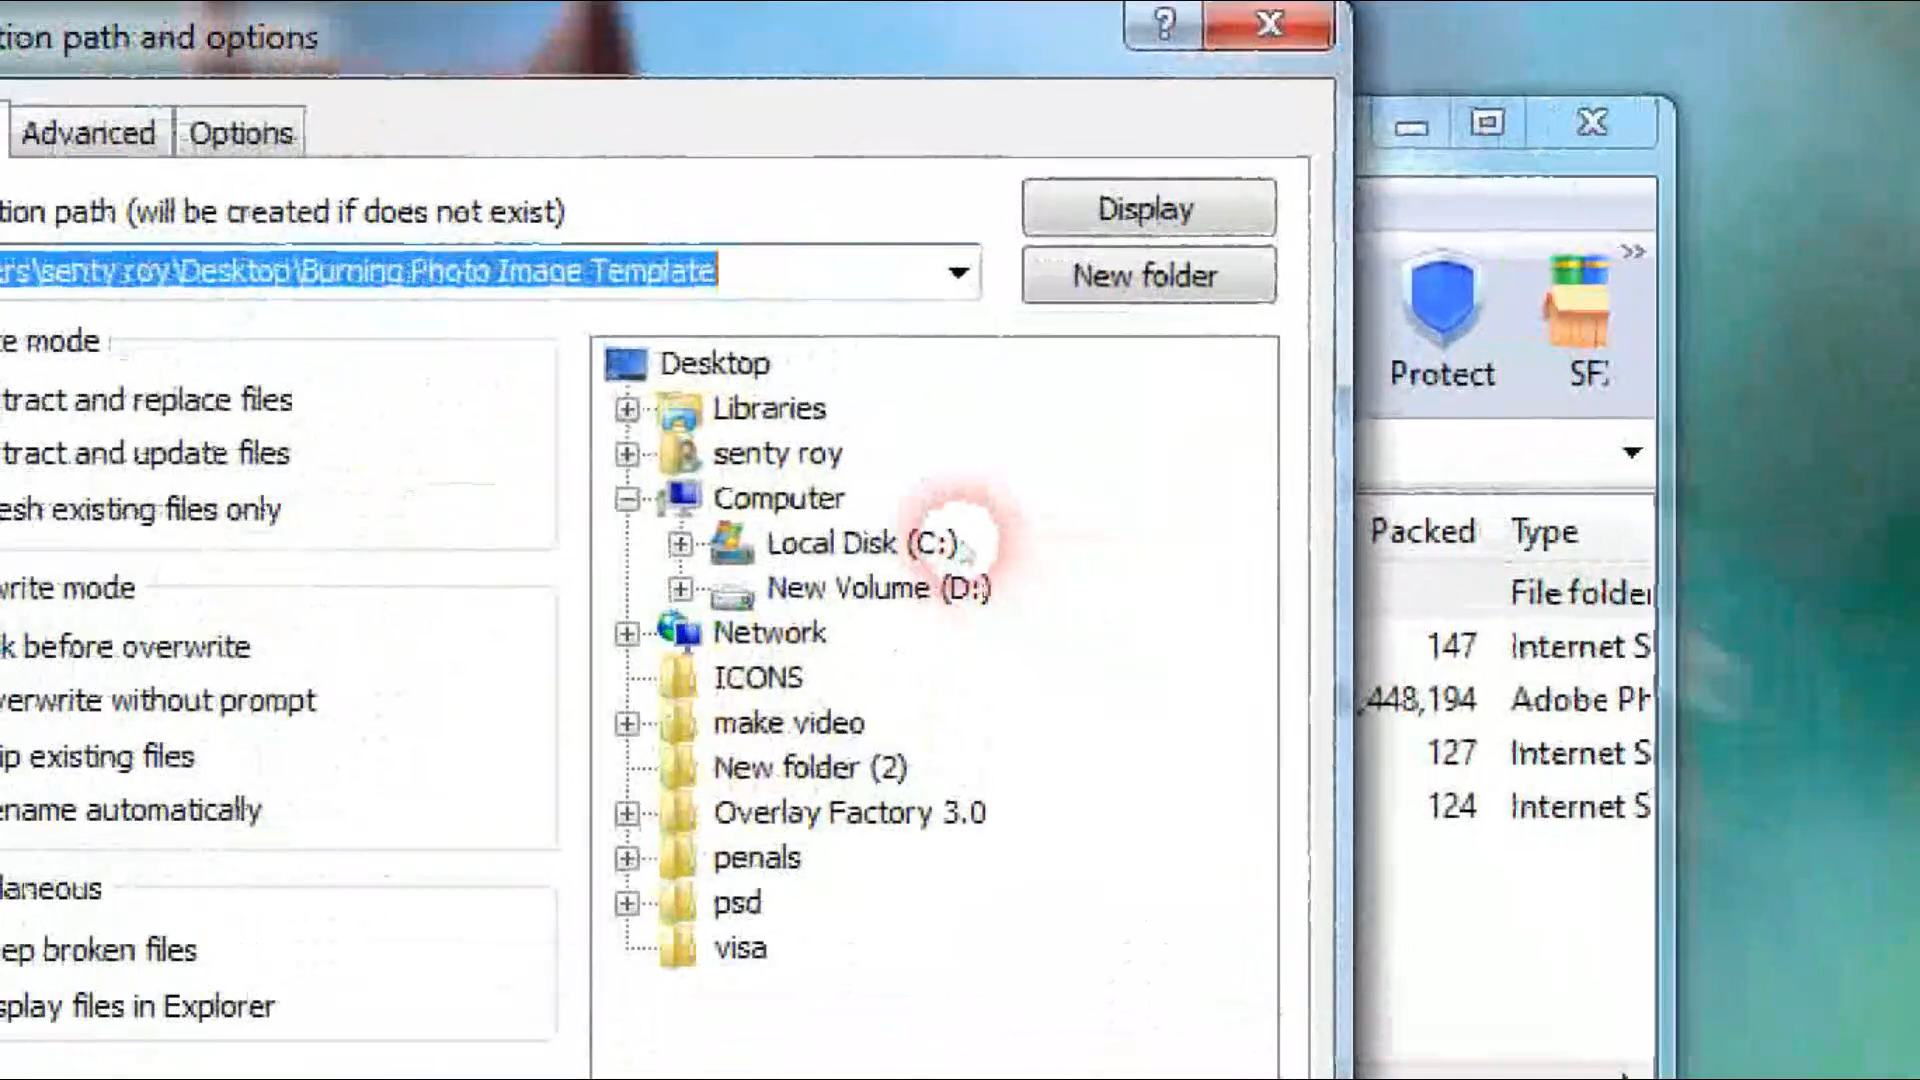 tion path and options
?
Advanced
Options
tion path (will be created if does not exist)
Display
ers\senty roy\Desktop\Burning Photo Image Template
New folder
te mode
tract and replace files
tract and update files
esh existing files only
write mode
k before overwrite
verwrite without prompt
ip existing files
ename automatically
laneous
ep broken files
splay files in Explorer
Desktop
Libraries
senty roy
Computer
Local Disk (C:)
New Volume (D:)
Network
ICONS
make video
New folder (2)
Overlay Factory 3.0
penals
psd
visa
Protect
SF
Packed Type
File folder
147 Internet S
,448,194 Adobe Ph
127 Internet S
124 Internet S